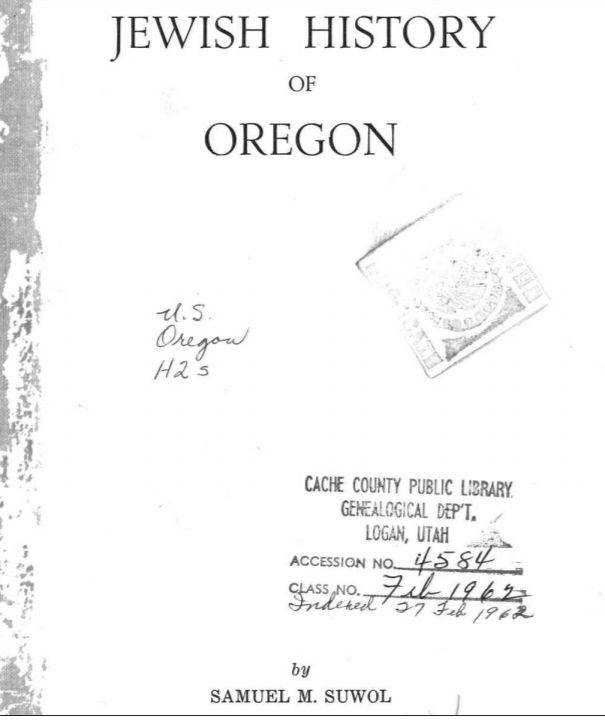 JEWISH HISTORY
OF
OREGON
U.S.
Oregon
H2s
CACHE COUNTY PUBLIC LIBRARY
GENEALOGICAL DEP'T.
LOGAN, UTAH
ACCESSION NO. 4584
CLASS NO. Feb 1962
Indexed 27 Feb 1962
by
SAMUEL M. SUWOL